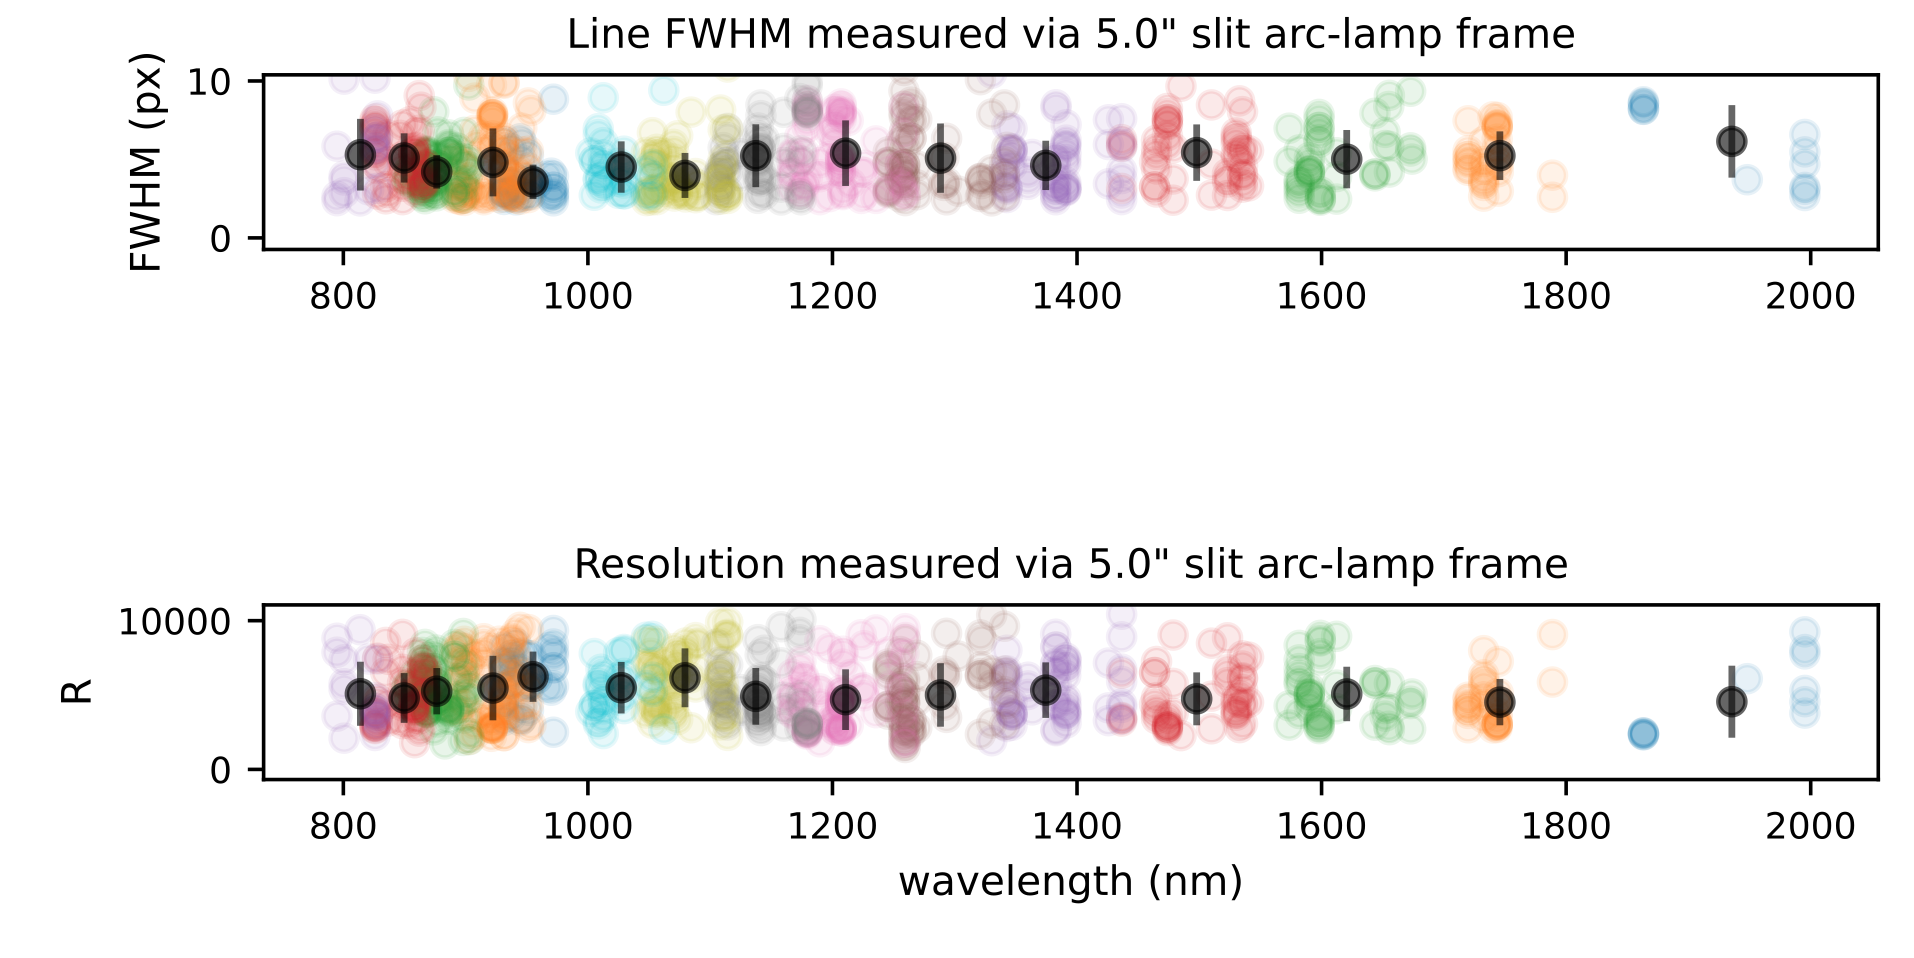 Line FWHM measured via 5.0" slit arc-lamp frame
FWHM (px)
10
0
800 1000 1200 1400 1600 1800 2000
Resolution measured via 5.0" slit arc-lamp frame
R
10000
0
800 1000 1200 1400 1600 1800 2000
wavelength (nm)